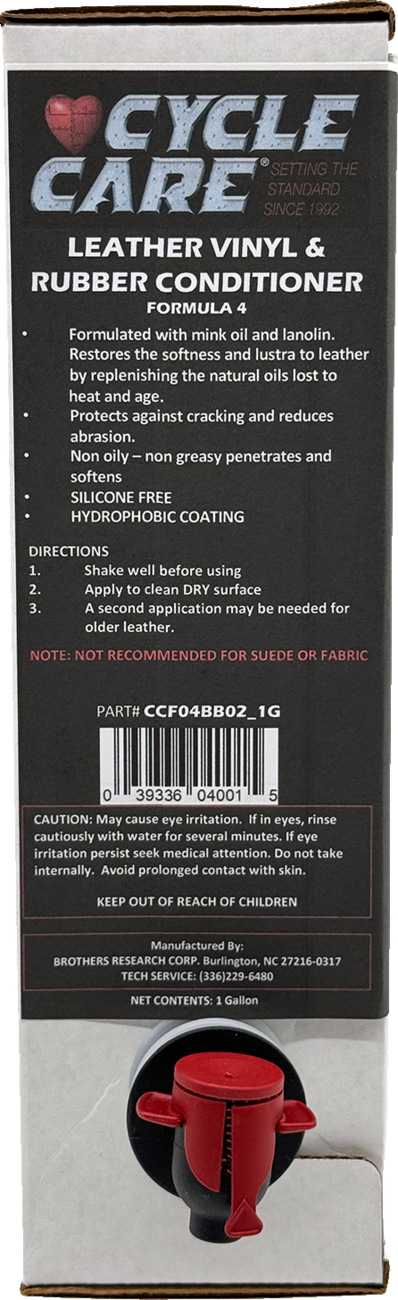 CYCLE
CARE® SETTING THE
STANDARD
SINCE 1992
LEATHER VINYL &
RUBBER CONDITIONER
FORMULA 4
• Formulated with mink oil and lanolin.
Restores the softness and lustra to leather
by replenishing the natural oils lost to
heat and age.
• Protects against cracking and reduces
abrasion.
• Non oily – non greasy penetrates and
softens
• SILICONE FREE
• HYDROPHOBIC COATING
DIRECTIONS
1. Shake well before using
2. Apply to clean DRY surface
3. A second application may be needed for
older leather.
NOTE: NOT RECOMMENDED FOR SUEDE OR FABRIC
PART# CCF04BB02_1G
0 39336 04001 5
CAUTION: May cause eye irritation. If in eyes, rinse
cautiously with water for several minutes. If eye
irritation persist seek medical attention. Do not take
internally. Avoid prolonged contact with skin.
KEEP OUT OF REACH OF CHILDREN
Manufactured By:
BROTHERS RESEARCH CORP. Burlington, NC 27216-0317
TECH SERVICE: (336)229-6480
NET CONTENTS: 1 Gallon